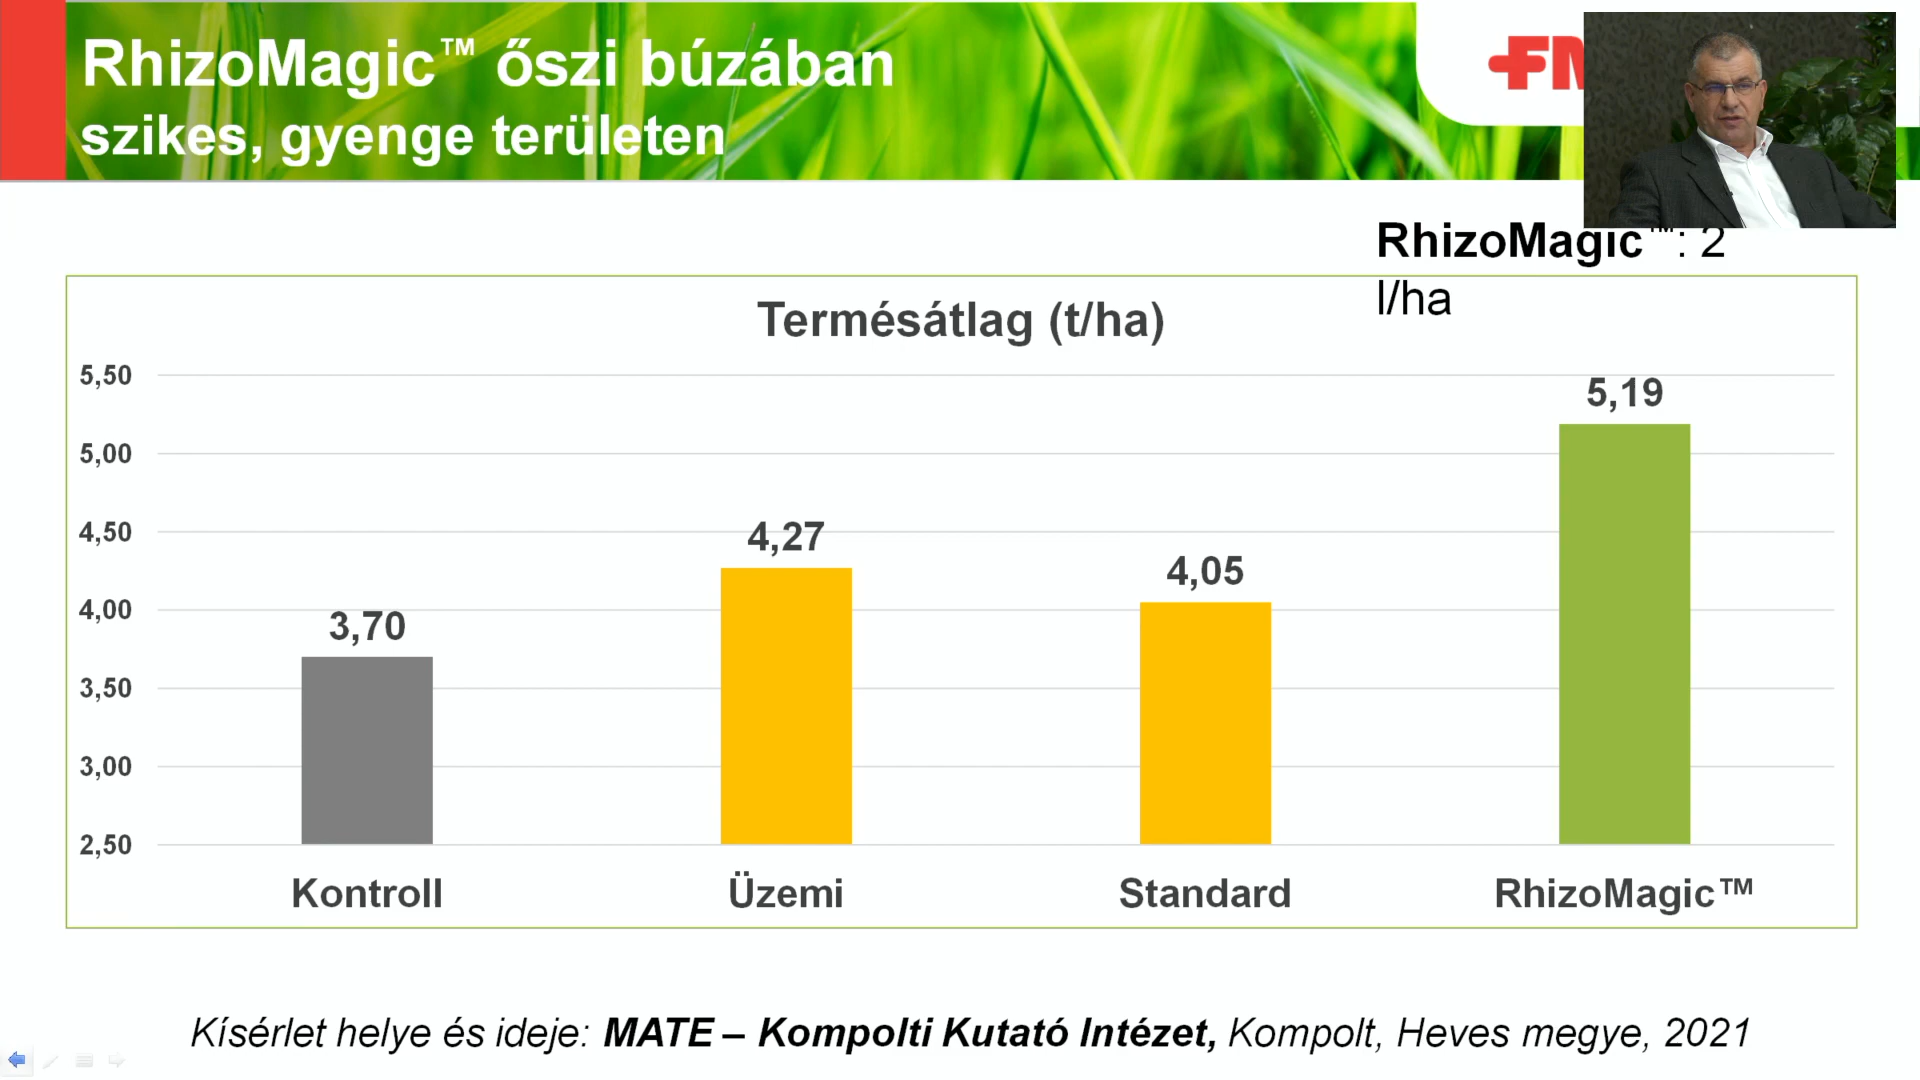 RhizoMagic™ őszi búzában
szikes, gyenge területen
RhizoMagic™: 2
l/ha
Termésátlag (t/ha)
5,50
5,00
4,50
4,00
3,50
3,00
2,50
3,70
4,27
4,05
5,19
Kontroll
Üzemi
Standard
RhizoMagic™
Kísérlet helye és ideje: MATE – Kompolti Kutató Intézet, Kompolt, Heves megye, 2021